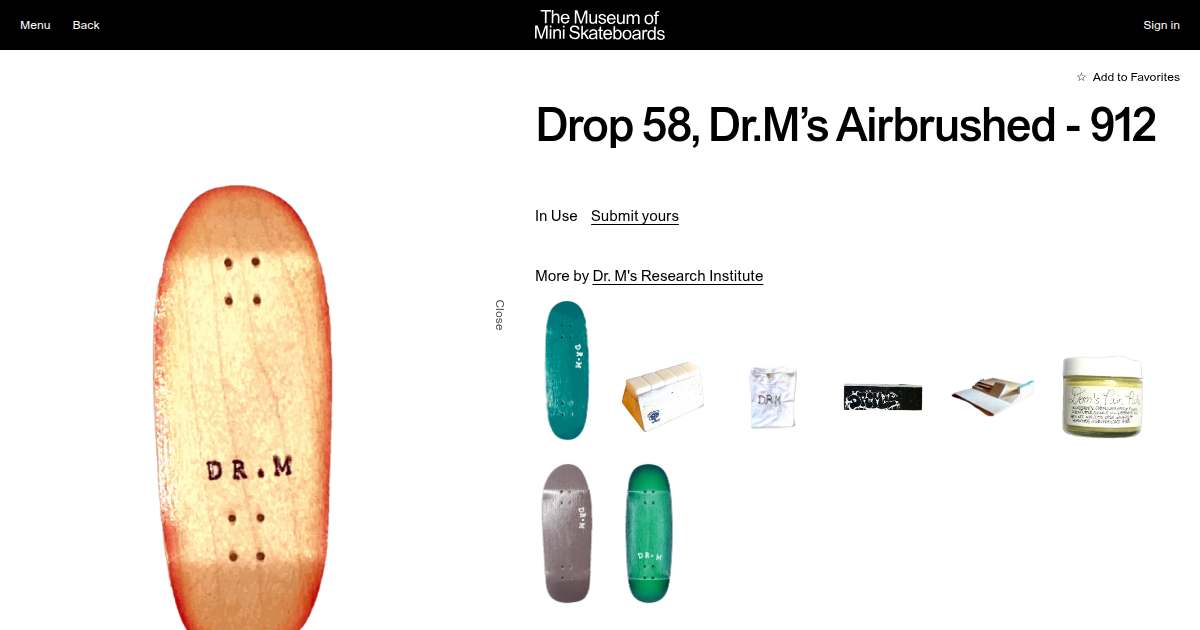 Menu
Back
The Museum of
Mini Skateboards
Sign in
☆ Add to Favorites
Drop 58, Dr.M’s Airbrushed - 912
In Use Submit yours
More by Dr. M's Research Institute
Close
DR.M
DR.M
DRM
DR.M
DR.M